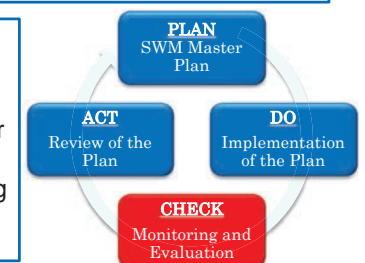 PLAN
SWM Master
Plan
ACT
Review of the
Plan
DO
Implementation
of the Plan
CHECK
Monitoring and
Evaluation